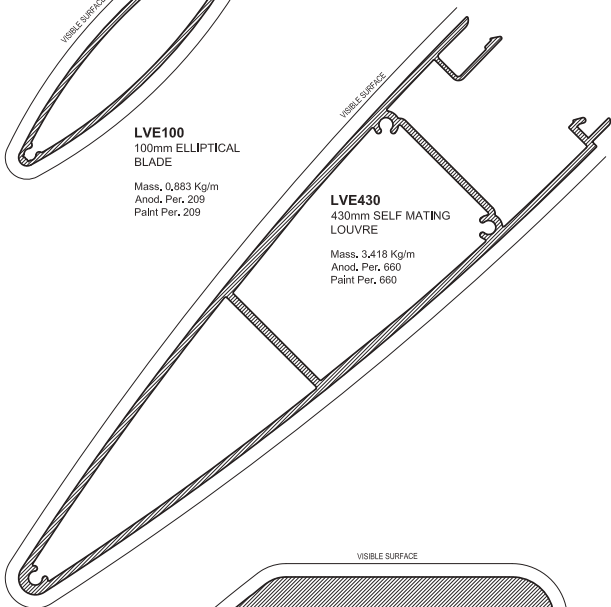 VISIBLE SURFACE
VISIBLE SURFACE
LVE100
100mm ELLIPTICAL
BLADE
Mass. 0.883 Kg/m
Anod. Per. 209
Paint Per. 209
LVE430
430mm SELF MATING
LOUVRE
Mass. 3.418 Kg/m
Anod. Per. 660
Paint Per. 660
VISIBLE SURFACE